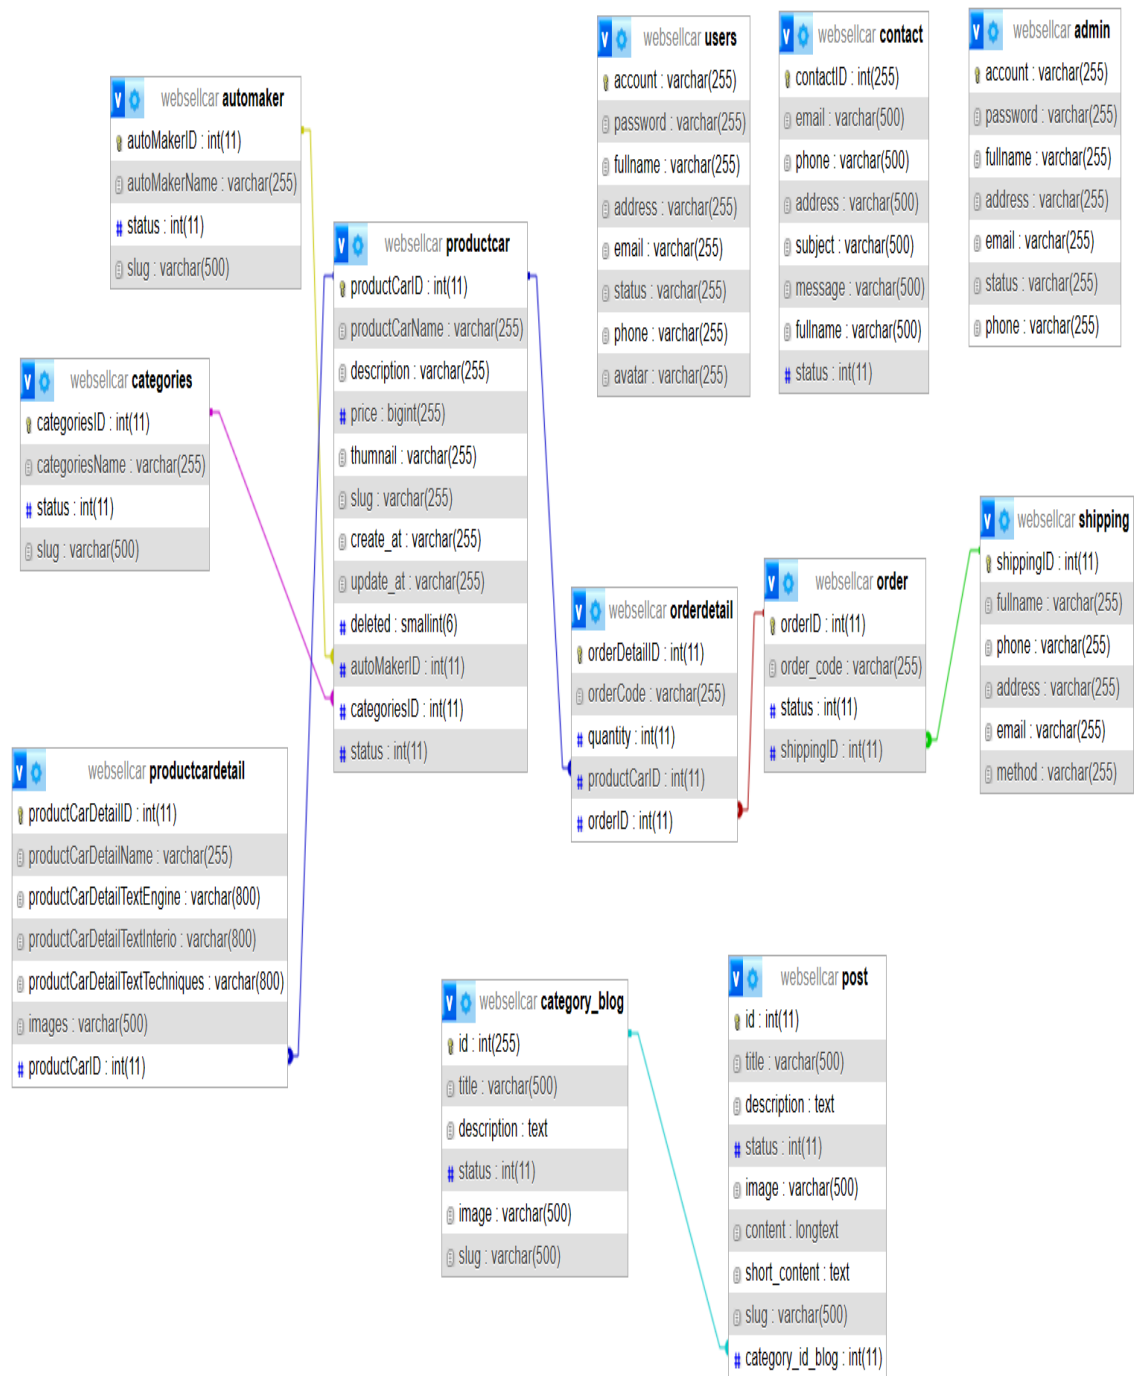 websellcar automaker
autoMakerID : int(11)
autoMakerName : varchar(255)
# status : int(11)
slug : varchar(500)
websellcar categories
categoriesID : int(11)
categoriesName : varchar(255)
# status : int(11)
slug : varchar(500)
websellcar productcardetail
productCarDetailID : int(11)
productCarDetailName : varchar(255)
productCarDetailTextEngine : varchar(800)
productCarDetailTextInterio : varchar(800)
productCarDetailTextTechniques : varchar(800)
images : varchar(500)
# productCarID : int(11)
websellcar productcar
productCarID : int(11)
productCarName : varchar(255)
description : varchar(255)
# price : bigint(255)
thumnail : varchar(255)
slug : varchar(255)
create_at : varchar(255)
update_at : varchar(255)
# deleted : smallint(6)
# autoMakerID : int(11)
# categoriesID : int(11)
# status : int(11)
websellcar users
account : varchar(255)
password : varchar(255)
fullname : varchar(255)
address : varchar(255)
email : varchar(255)
status : varchar(255)
phone : varchar(255)
avatar : varchar(255)
websellcar contact
contactID : int(255)
email : varchar(500)
phone : varchar(500)
address : varchar(500)
subject : varchar(500)
message : varchar(500)
fullname : varchar(500)
# status : int(11)
websellcar admin
account : varchar(255)
password : varchar(255)
fullname : varchar(255)
address : varchar(255)
email : varchar(255)
status : varchar(255)
phone : varchar(255)
websellcar orderdetail
orderDetailID : int(11)
orderCode : varchar(255)
# quantity : int(11)
# productCarID : int(11)
# orderID : int(11)
websellcar order
orderID : int(11)
order_code : varchar(255)
# status : int(11)
# shippingID : int(11)
websellcar shipping
shippingID : int(11)
fullname : varchar(255)
phone : varchar(255)
address : varchar(255)
email : varchar(255)
method : varchar(255)
websellcar category_blog
id : int(255)
title : varchar(500)
description : text
# status : int(11)
image : varchar(500)
slug : varchar(500)
websellcar post
id : int(11)
title : varchar(500)
description : text
# status : int(11)
image : varchar(500)
content : longtext
short_content : text
slug : varchar(500)
# category_id_blog : int(11)